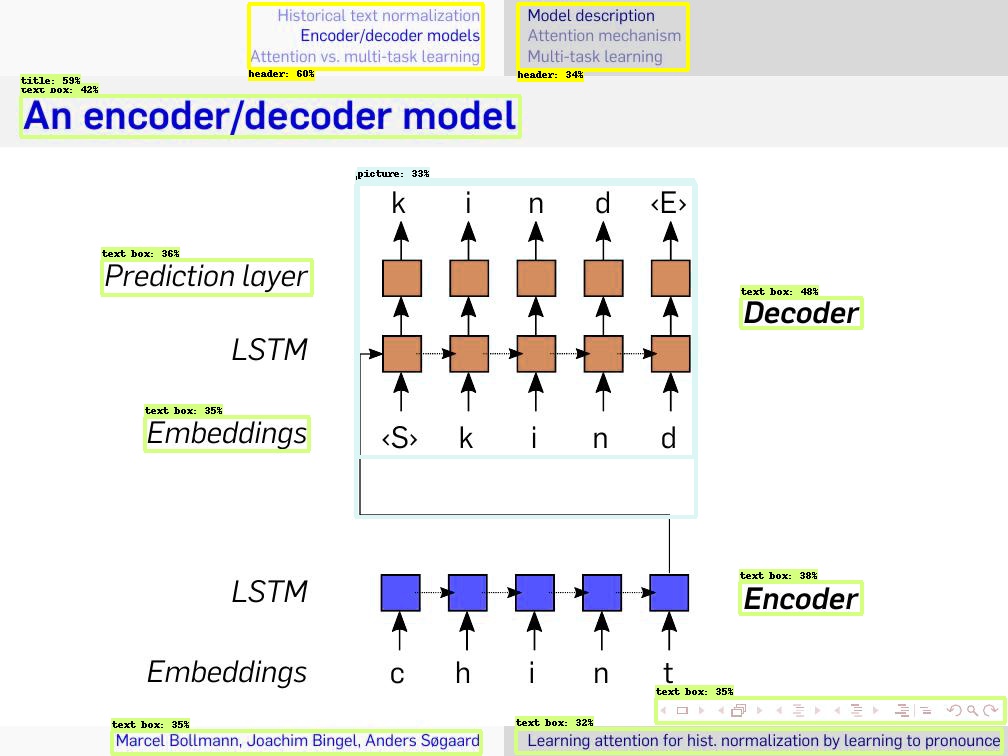 Historical text normalization
Encoder/decoder models
Attention vs. multi-task learning
header: 60%
Model description
Attention mechanism
Multi-task learning
header: 34%
title: 59%
text box: 42%
An encoder/decoder model
picture: 33%
k i n d ‹E›
text box: 36%
Prediction layer
text box: 48%
Decoder
LSTM
text box: 35%
Embeddings
‹S› k i n d
LSTM
text box: 38%
Encoder
Embeddings
c h i n t
text box: 35%
text box: 35%
Marcel Bollmann, Joachim Bingel, Anders Søgaard
text box: 32%
Learning attention for hist. normalization by learning to pronounce